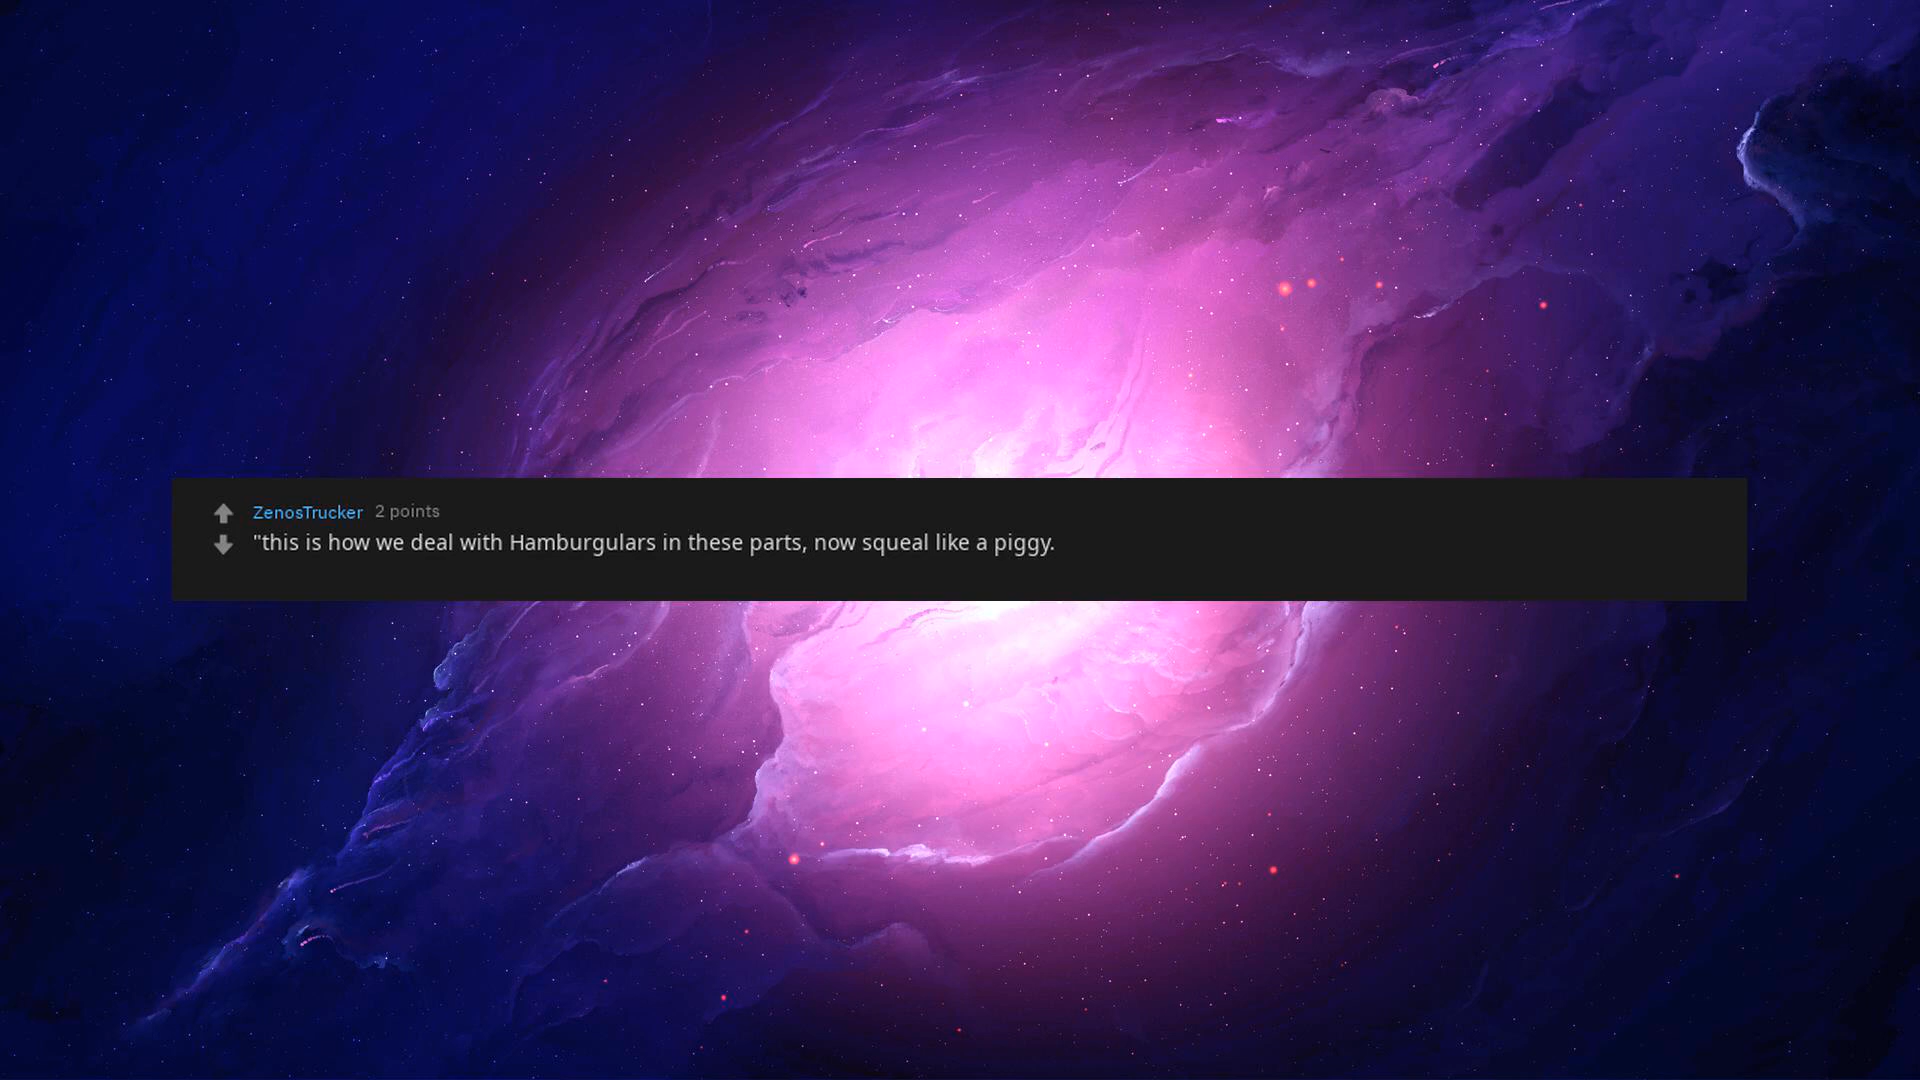 ZenosTrucker 2 points
"this is how we deal with Hamburgulars in these parts, now squeal like a piggy.